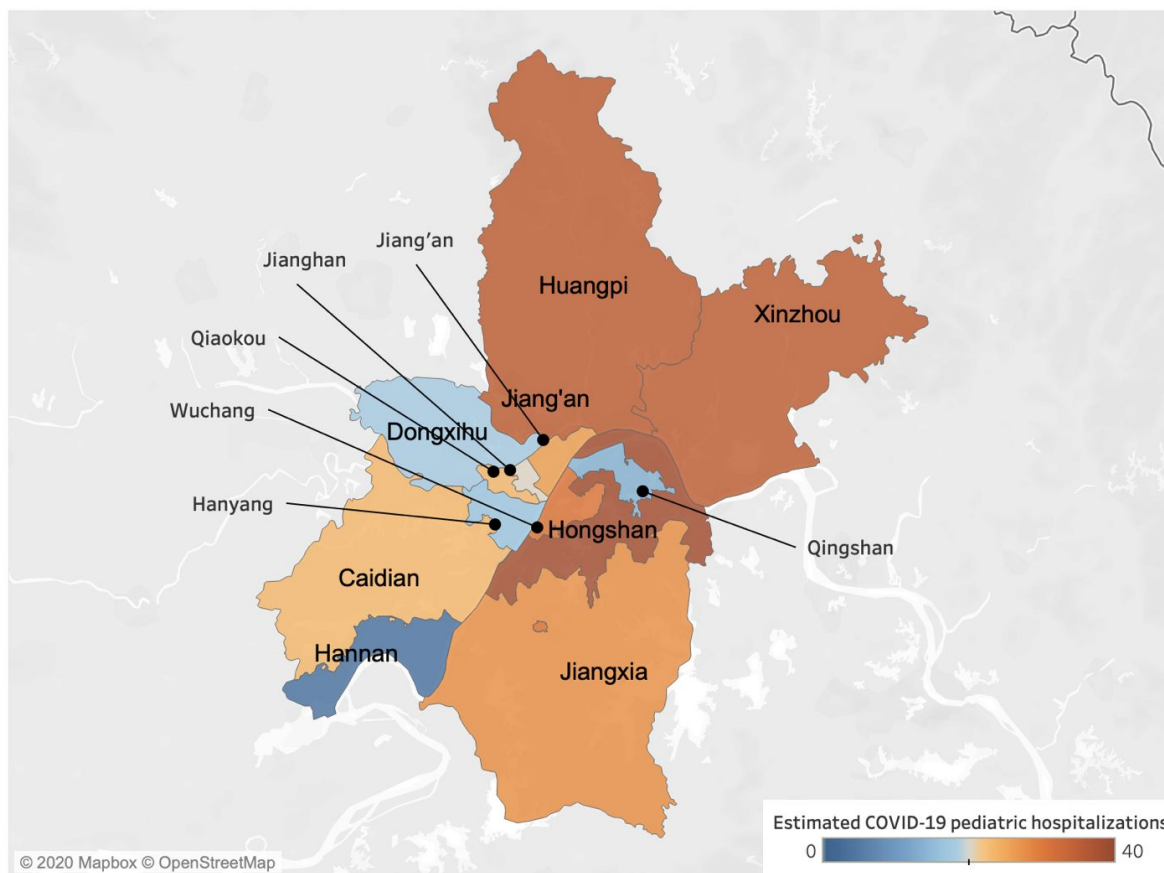 Jiang’an
Jianghan
Huangpi
Xinzhou
Qiaokou
Jiang'an
Wuchang
Dongxihu
Hanyang
Hongshan
Qingshan
Caidian
Hannan
Jiangxia
Estimated COVID-19 pediatric hospitalizations
0 40
© 2020 Mapbox © OpenStreetMap